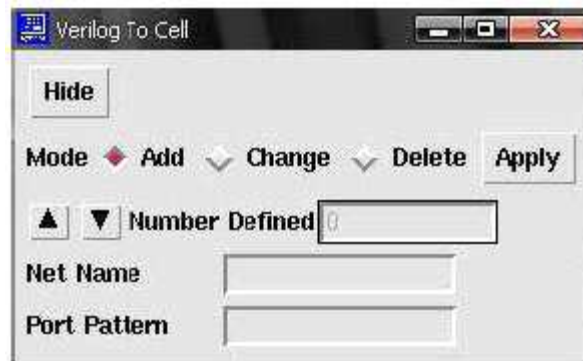 Verilog To Cell
Hide
Mode Add Change Delete Apply
Number Defined 0
Net Name
Port Pattern